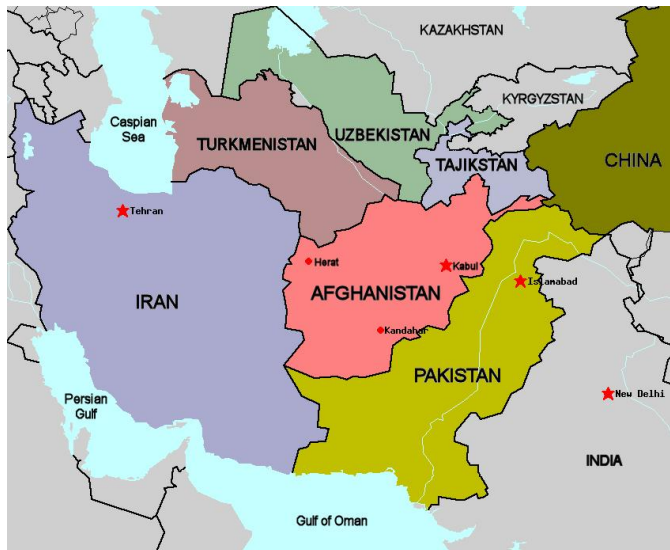 KAZAKHSTAN
KYRGYZSTAN
Caspian
Sea
UZBEKISTAN
TURKMENISTAN
TAJIKSTAN
CHINA
Tehran
Herat
Kabul
Islamabad
AFGHANISTAN
IRAN
Kandahar
PAKISTAN
New Delhi
Persian
Gulf
INDIA
Gulf of Oman